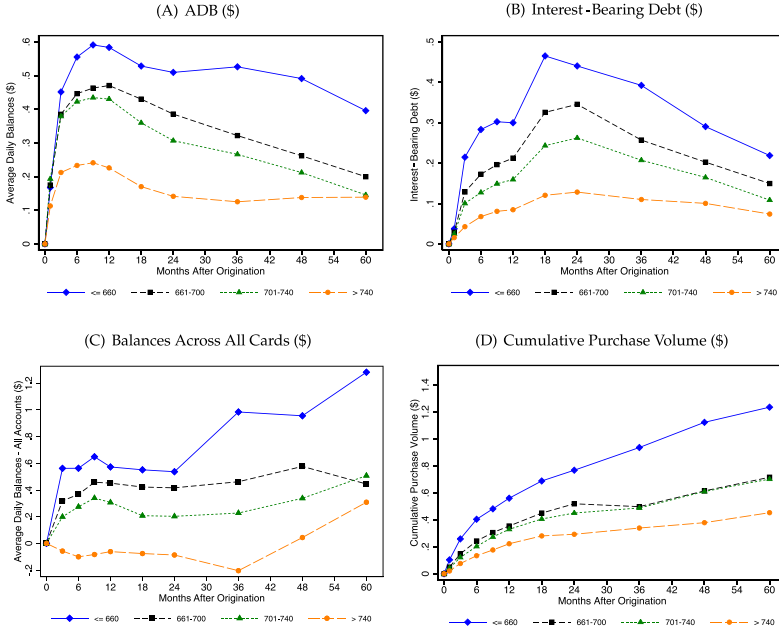 (A) ADB ($)
Average Daily Balances ($)
.6
.5
.4
.3
.2
.1
0
0 6 12 18 24 30 36 42 48 54 60
Months After Origination
<= 660 661-700 701-740 > 740
(B) Interest-Bearing Debt ($)
Interest-Bearing Debt ($)
.5
.4
.3
.2
.1
0
0 6 12 18 24 30 36 42 48 54 60
Months After Origination
<= 660 661-700 701-740 > 740
(C) Balances Across All Cards ($)
Average Daily Balances - All Accounts ($)
1.2
1
.8
.6
.4
.2
0
-.2
0 6 12 18 24 30 36 42 48 54 60
Months After Origination
<= 660 661-700 701-740 > 740
(D) Cumulative Purchase Volume ($)
Cumulative Purchase Volume ($)
1.4
1.2
1
.8
.6
.4
.2
0
0 6 12 18 24 30 36 42 48 54 60
Months After Origination
<= 660 661-700 701-740 > 740